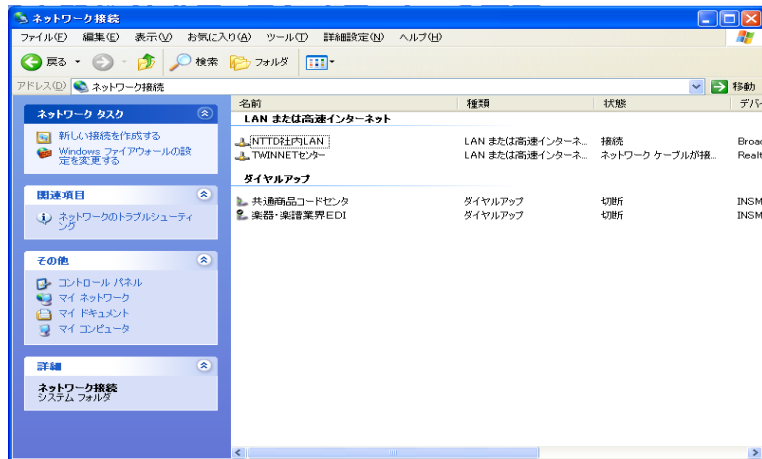 ネットワーク接続
ファイル(F) 編集(E) 表示(V) お気に入り(A) ツール(T) 詳細設定(N) ヘルプ(H)
戻る 検索 フォルダ
アドレス(D) ネットワーク接続 移動
ネットワーク タスク
新しい接続を作成する
Windows ファイアウォールの設
定を変更する
関連項目
ネットワークのトラブルシューティ
ング
その他
コントロール パネル
マイ ネットワーク
マイ ドキュメント
マイ コンピュータ
詳細
ネットワーク接続
システム フォルダ
名前 種類 状態 デバ
LAN または高速インターネット
NTTD社内LAN LAN または高速インターネ... 接続 Broa
TWINNETセンター LAN または高速インターネ... ネットワーク ケーブルが接... Realt
ダイヤルアップ
共通商品コードセンタ ダイヤルアップ 切断 INSM
楽器・楽譜業界EDI ダイヤルアップ 切断 INSM